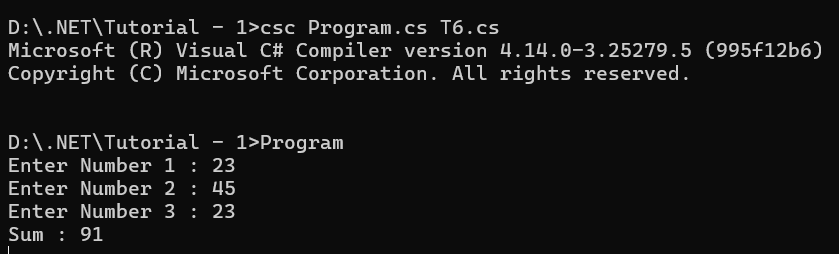 D:\.NET\Tutorial - 1>csc Program.cs T6.cs
Microsoft (R) Visual C# Compiler version 4.14.0-3.25279.5 (995f12b6)
Copyright (C) Microsoft Corporation. All rights reserved.
D:\.NET\Tutorial - 1>Program
Enter Number 1 : 23
Enter Number 2 : 45
Enter Number 3 : 23
Sum : 91